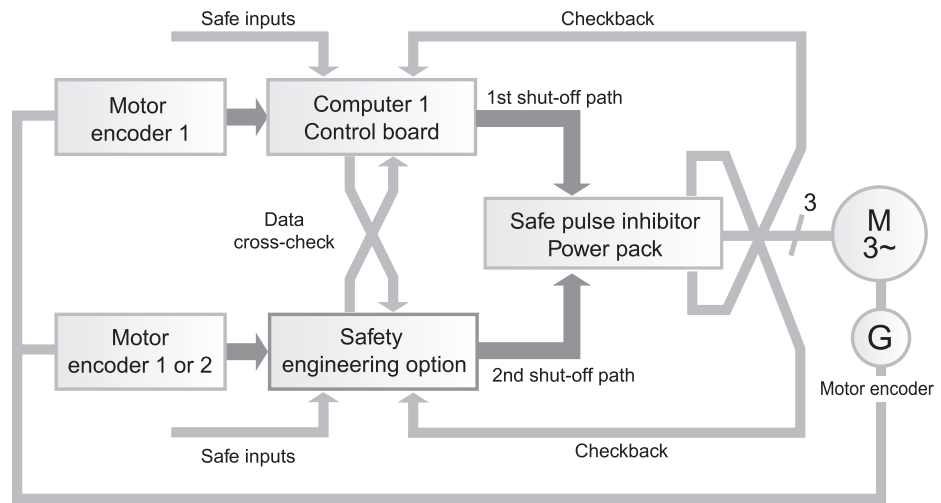 Safe inputs
Checkback
Motor
encoder 1
Computer 1
Control board
1st shut-off path
Data
cross-check
Safe pulse inhibitor
Power pack
3
M
3~
Motor
encoder 1 or 2
Safety
engineering option
2nd shut-off path
G
Motor encoder
Safe inputs
Checkback